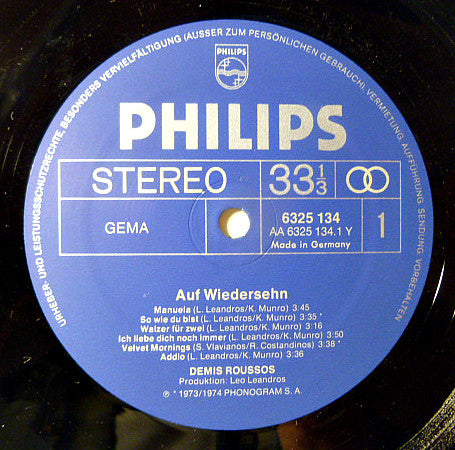 URHEBER- UND LEISTUNGSSCHUTZRECHTE, BESONDERS VERVIELFÄLTIGUNG (AUSSER ZUM PERSÖNLICHEN GEBRAUCH), VERMIETUNG, AUFFÜHRUNG, SENDUNG VORBEHALTEN
PHILIPS
PHILIPS
STEREO 33 1/3
GEMA 6325 134 1
AA 6325 134.1 Y
Made in Germany
Auf Wiedersehn
Manuela (L. Leandros/K. Munro) 3:45
So wie du bist (L. Leandros/K. Munro) 3:35 *
Walzer für zwei (L. Leandros/K. Munro) 3:16
Ich liebe dich noch immer (L. Leandros/K. Munro) 3:50
Velvet Mornings (S. Vlavianos/R. Costandinos) 3:38 *
Addio (L. Leandros/K. Munro) 3:36
DEMIS ROUSSOS
Produktion: Leo Leandros
℗ * 1973/1974 PHONOGRAM S.A.